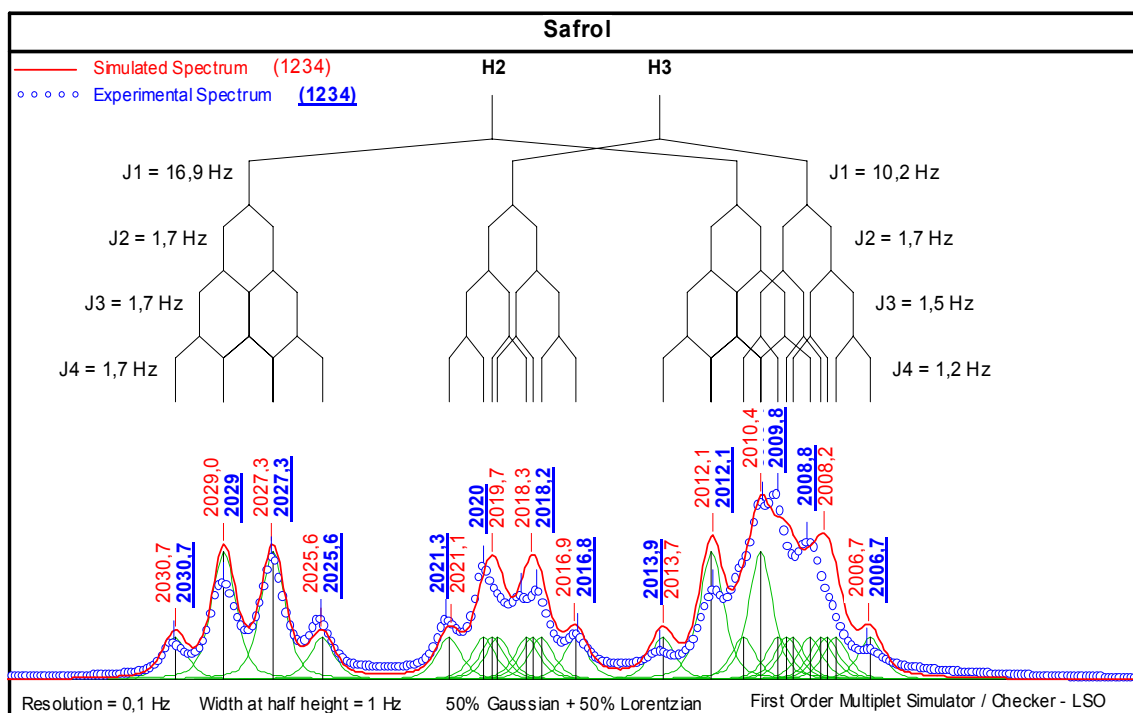 Safrol
Simulated Spectrum (1234)
Experimental Spectrum (1234)
H2
H3
J1 = 16,9 Hz
J1 = 10,2 Hz
J2 = 1,7 Hz
J2 = 1,7 Hz
J3 = 1,7 Hz
J3 = 1,5 Hz
J4 = 1,7 Hz
J4 = 1,2 Hz
2030,7
2030,7
2029,0
2029
2027,3
2027,3
2025,6
2025,6
2021,3
2021,1
2020
2019,7
2018,3
2018,2
2016,9
2016,8
2013,9
2013,7
2012,1
2012,1
2010,4
2009,8
2008,8
2008,2
2006,7
2006,7
Resolution = 0,1 Hz Width at half height = 1 Hz 50% Gaussian + 50% Lorentzian First Order Multiplet Simulator / Checker - LSO